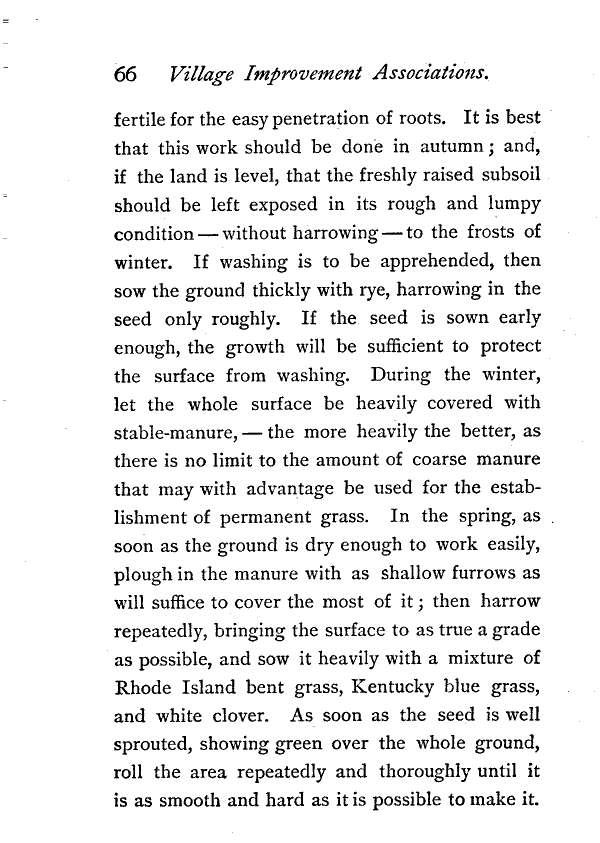 66 Village Improvement Associations.
fertile for the easy penetration of roots. It is best
that this work should be done in autumn; and,
if the land is level, that the freshly raised subsoil
should be left exposed in its rough and lumpy
condition — without harrowing — to the frosts of
winter. If washing is to be apprehended, then
sow the ground thickly with rye, harrowing in the
seed only roughly. If the seed is sown early
enough, the growth will be sufficient to protect
the surface from washing. During the winter,
let the whole surface be heavily covered with
stable-manure, — the more heavily the better, as
there is no limit to the amount of coarse manure
that may with advantage be used for the estab-
lishment of permanent grass. In the spring, as
soon as the ground is dry enough to work easily,
plough in the manure with as shallow furrows as
will suffice to cover the most of it; then harrow
repeatedly, bringing the surface to as true a grade
as possible, and sow it heavily with a mixture of
Rhode Island bent grass, Kentucky blue grass,
and white clover. As soon as the seed is well
sprouted, showing green over the whole ground,
roll the area repeatedly and thoroughly until it
is as smooth and hard as it is possible to make it.